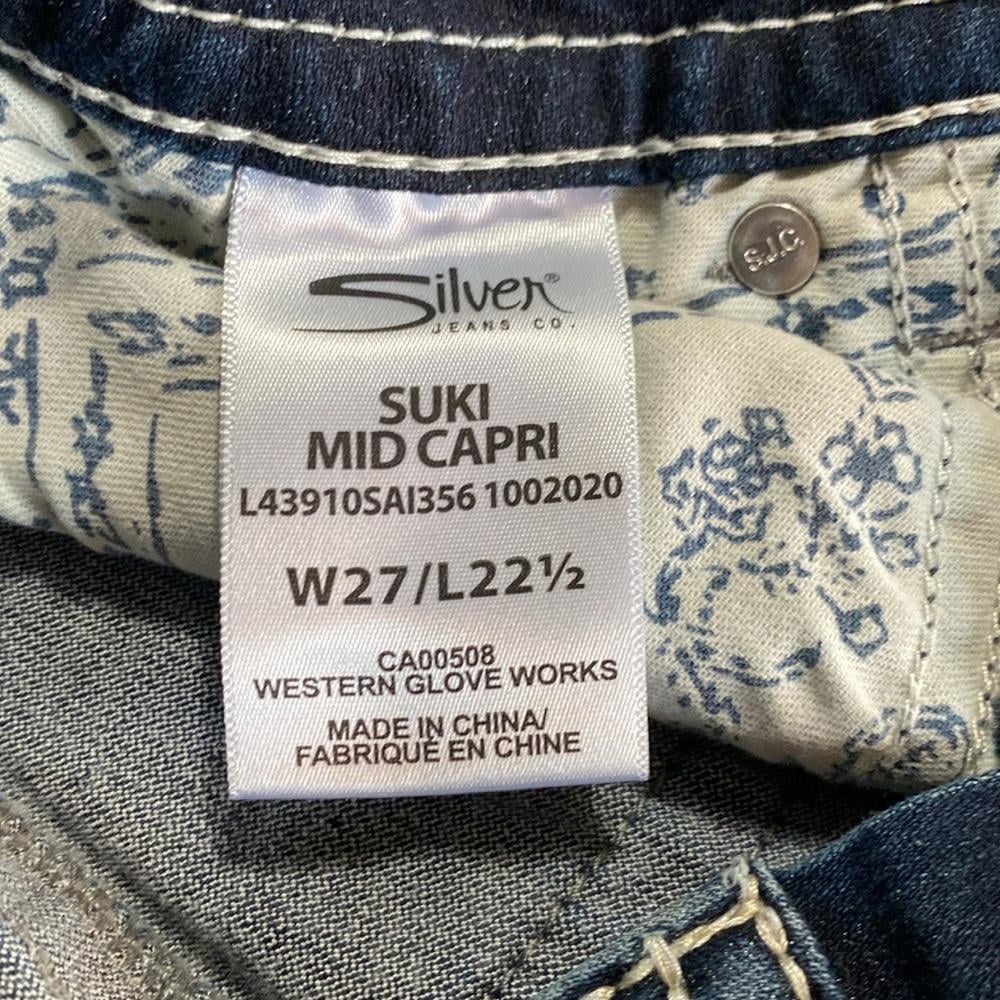 Silver®
JEANS CO.
SUKI
MID CAPRI
L43910SAI356 1002020
W27/L22½
CA00508
WESTERN GLOVE WORKS
MADE IN CHINA/
FABRIQUÉ EN CHINE
S.J.C